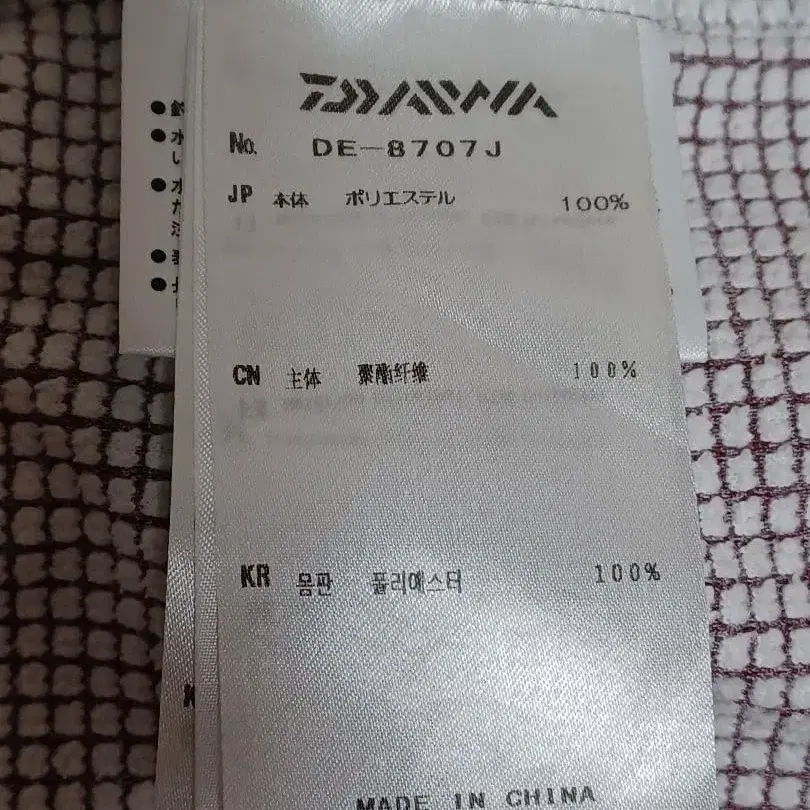 DAIWA
No. DE-8707J
JP 本体 ポリエステル 100%
CN 主体 聚酯纤维 100%
KR 몸판 폴리에스터 100%
MADE IN CHINA